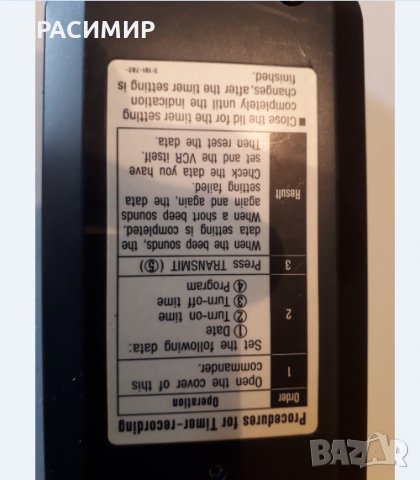 РАСИМИР
Procedures for Timer-recording
Order Operation
1 Open the cover of this
commander.
2 Set the following data:
① Date
② Turn-on time
③ Turn-off time
④ Program
3 Press TRANSMIT (⑤)
Result When the beep sounds, the
data setting is completed.
When a short beep sounds
again and again, the data
setting failed.
Check the data you have
set and the VCR itself.
Then reset the data.
■ Close the lid for the timer setting
completely until the indication
changes, after the timer setting is
finished.
BAZAR